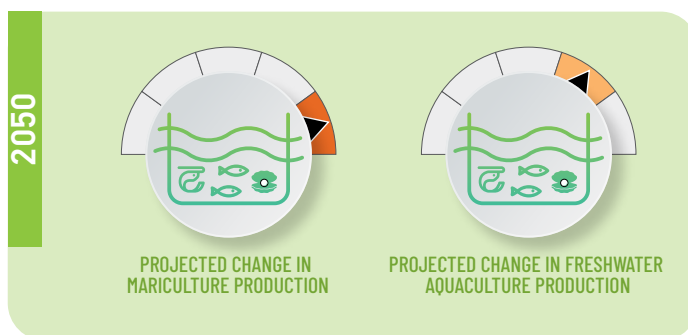 2050
PROJECTED CHANGE IN
MARICULTURE PRODUCTION
PROJECTED CHANGE IN FRESHWATER
AQUACULTURE PRODUCTION